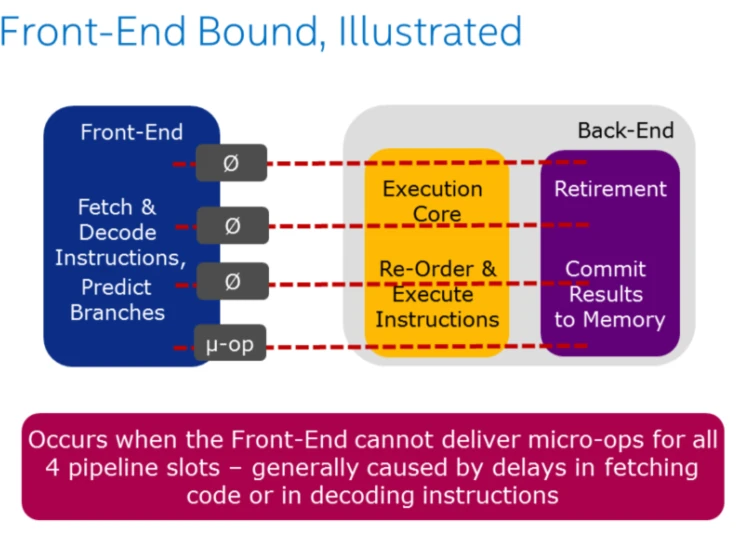 Front-End Bound, Illustrated
Front-End
Back-End
Ø
Ø
Ø
μ-op
Fetch &
Decode
Instructions,
Predict
Branches
Execution
Core
Re-Order &
Execute
Instructions
Retirement
Commit
Results
to Memory
Occurs when the Front-End cannot deliver micro-ops for all
4 pipeline slots – generally caused by delays in fetching
code or in decoding instructions